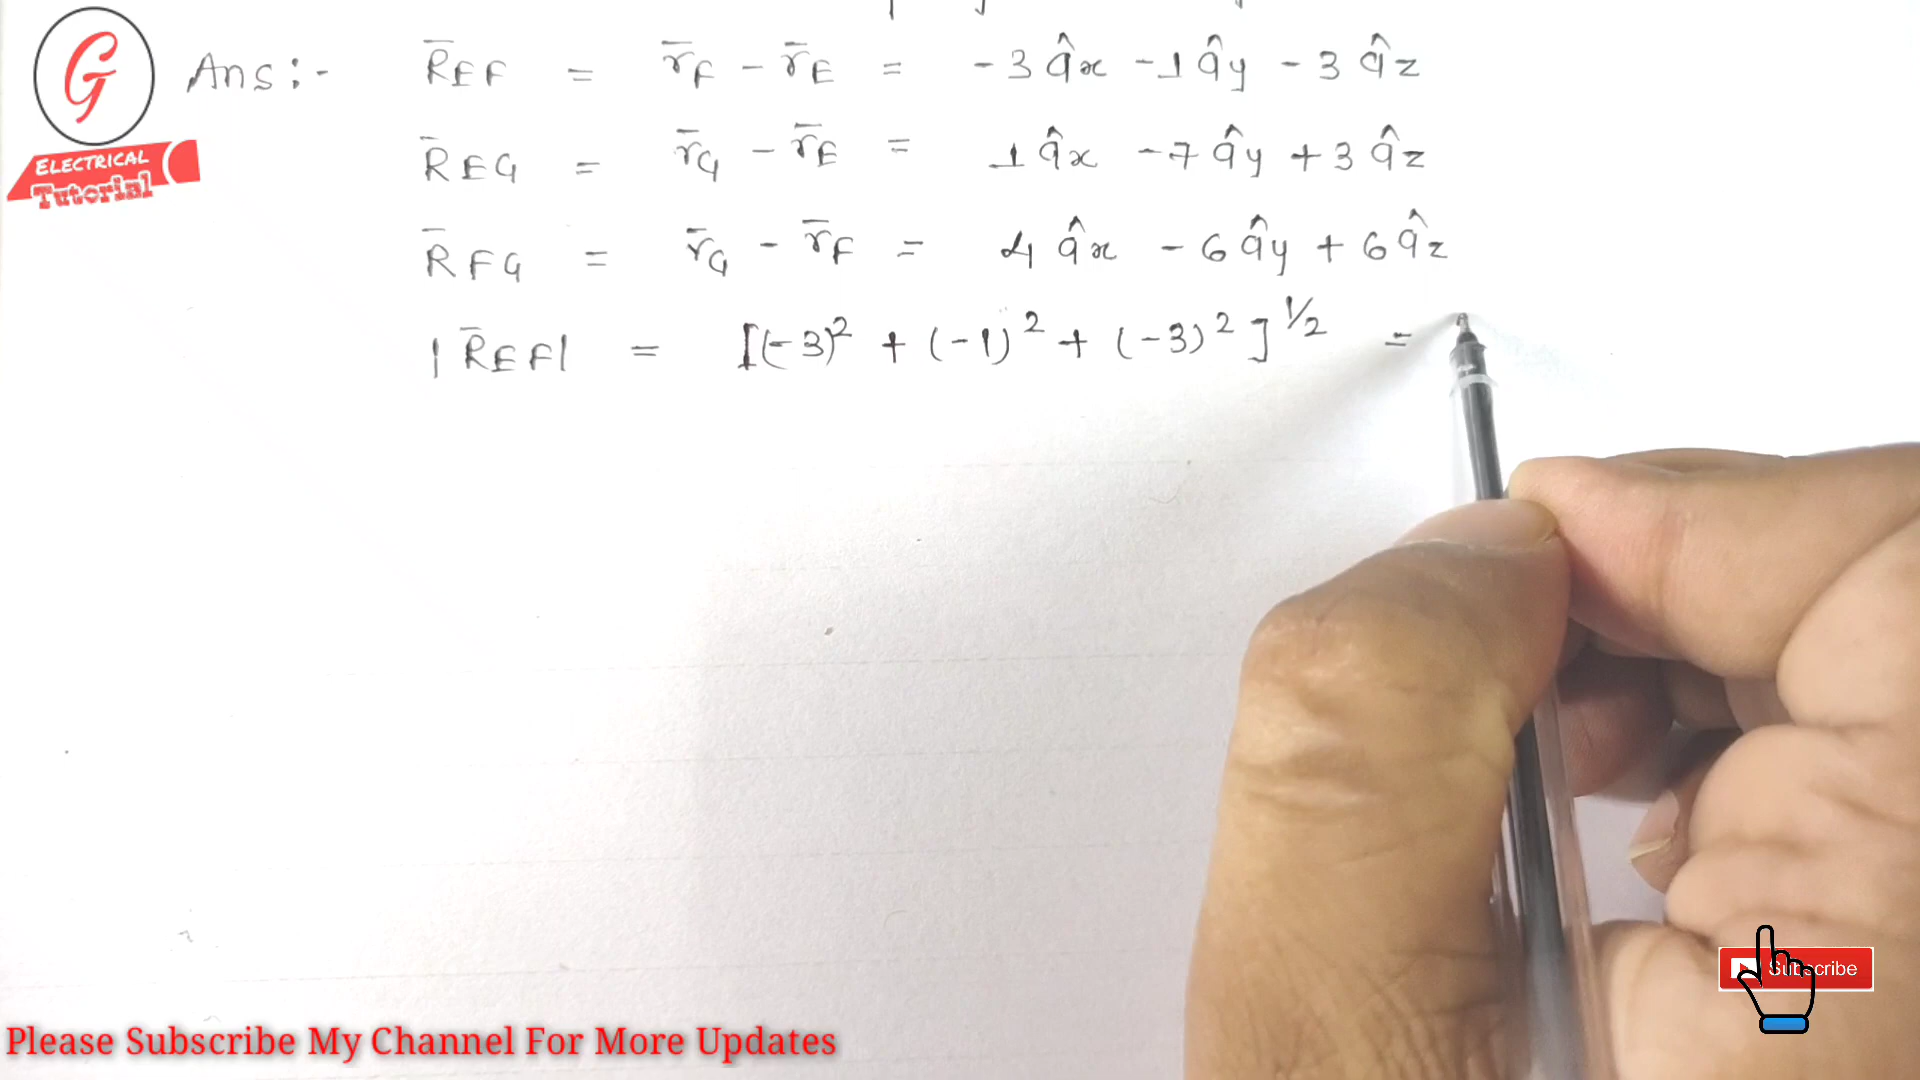 G
ELECTRICAL
Tutorial
Ans:- R̅EF = r̅F - r̅E = -3 âx -1 ây - 3 âz
R̅EG = r̅G - r̅E = 1 âx -7 ây + 3 âz
R̅FG = r̅G - r̅F = 4 âx - 6 ây + 6 âz
|R̅EF| = [(-3)² + (-1)² + (-3)²]^1/2 =
Subscribe
Please Subscribe My Channel For More Updates